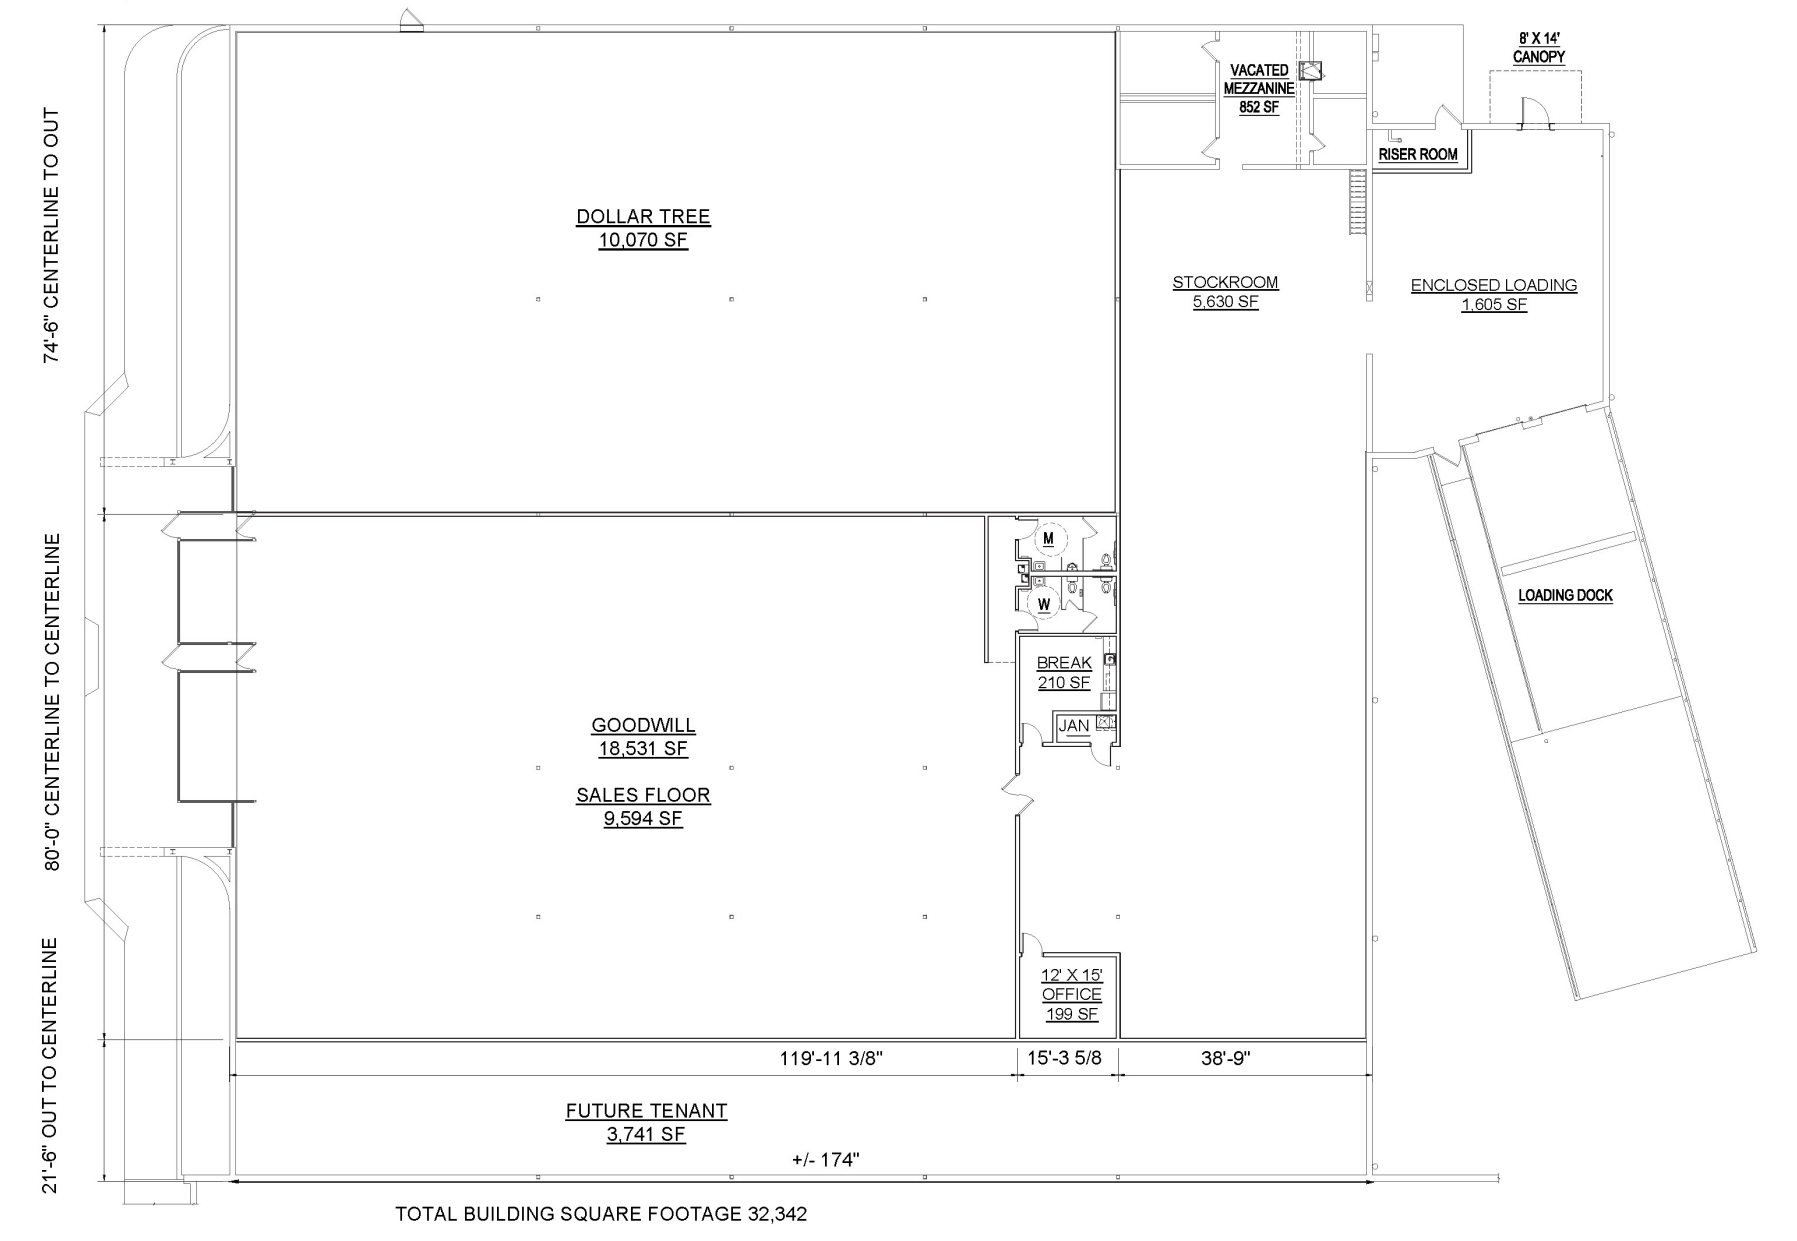 8' X 14'
CANOPY
VACATED
MEZZANINE
852 SF
RISER ROOM
74'-6" CENTERLINE TO OUT
DOLLAR TREE
10,070 SF
STOCKROOM
5,630 SF
ENCLOSED LOADING
1,605 SF
M
W
LOADING DOCK
80'-0" CENTERLINE TO CENTERLINE
BREAK
210 SF
JAN
GOODWILL
18,531 SF
SALES FLOOR
9,594 SF
12' X 15'
OFFICE
199 SF
21'-6" OUT TO CENTERLINE
119'-11 3/8"
15'-3 5/8
38'-9"
FUTURE TENANT
3,741 SF
+/- 174"
TOTAL BUILDING SQUARE FOOTAGE 32,342